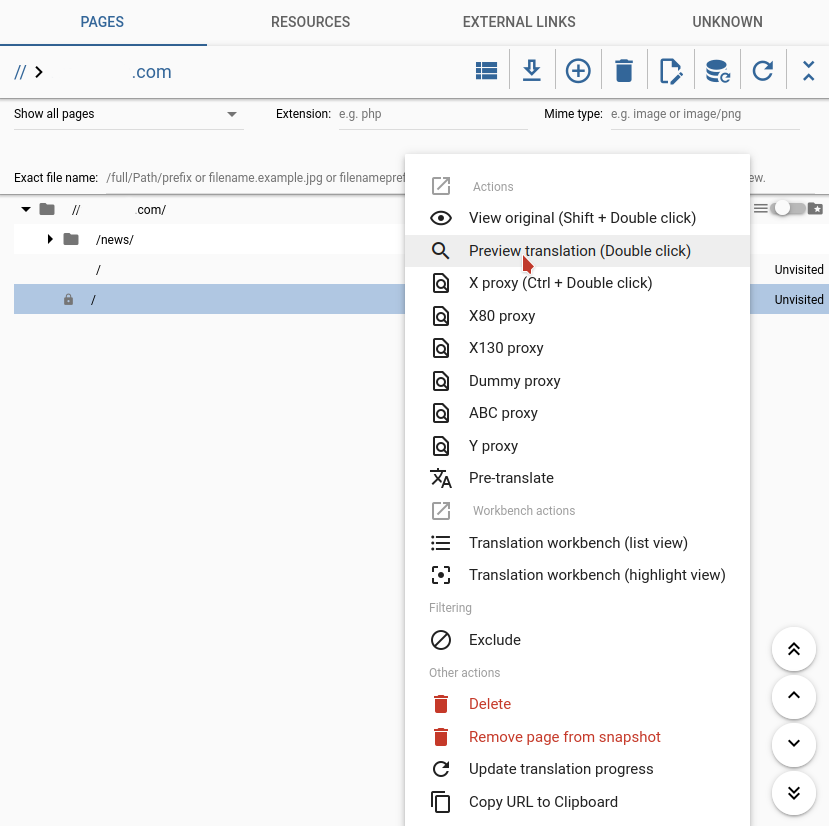 PAGES RESOURCES EXTERNAL LINKS UNKNOWN
// .com
Show all pages Extension: e.g. php Mime type: e.g. image or image/png
Exact file name: /full/Path/prefix or filename.example.jpg or ew.
// .com/
/news/
/ Unvisited
/ Unvisited
Actions
View original (Shift + Double click)
Preview translation (Double click)
X proxy (Ctrl + Double click)
X80 proxy
X130 proxy
Dummy proxy
ABC proxy
Y proxy
Pre-translate
Workbench actions
Translation workbench (list view)
Translation workbench (highlight view)
Filtering
Exclude
Other actions
Delete
Remove page from snapshot
Update translation progress
Copy URL to Clipboard